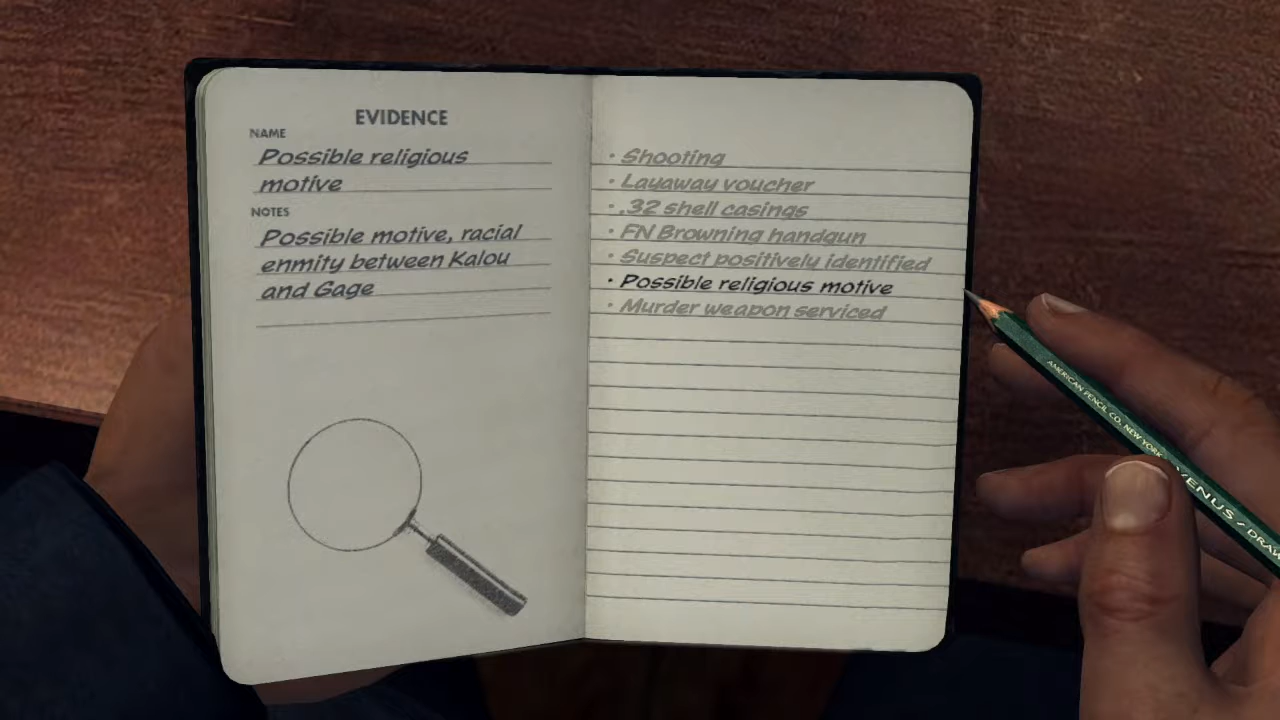 EVIDENCE
NAME
Possible religious
motive
NOTES
Possible motive, racial
enmity between Kalou
and Gage
· Shooting
· Layaway voucher
· .32 shell casings
· FN Browning handgun
· Suspect positively identified
· Possible religious motive
· Murder weapon serviced
AMERICAN PENCIL CO. NEW YORK VENUS / DRAW